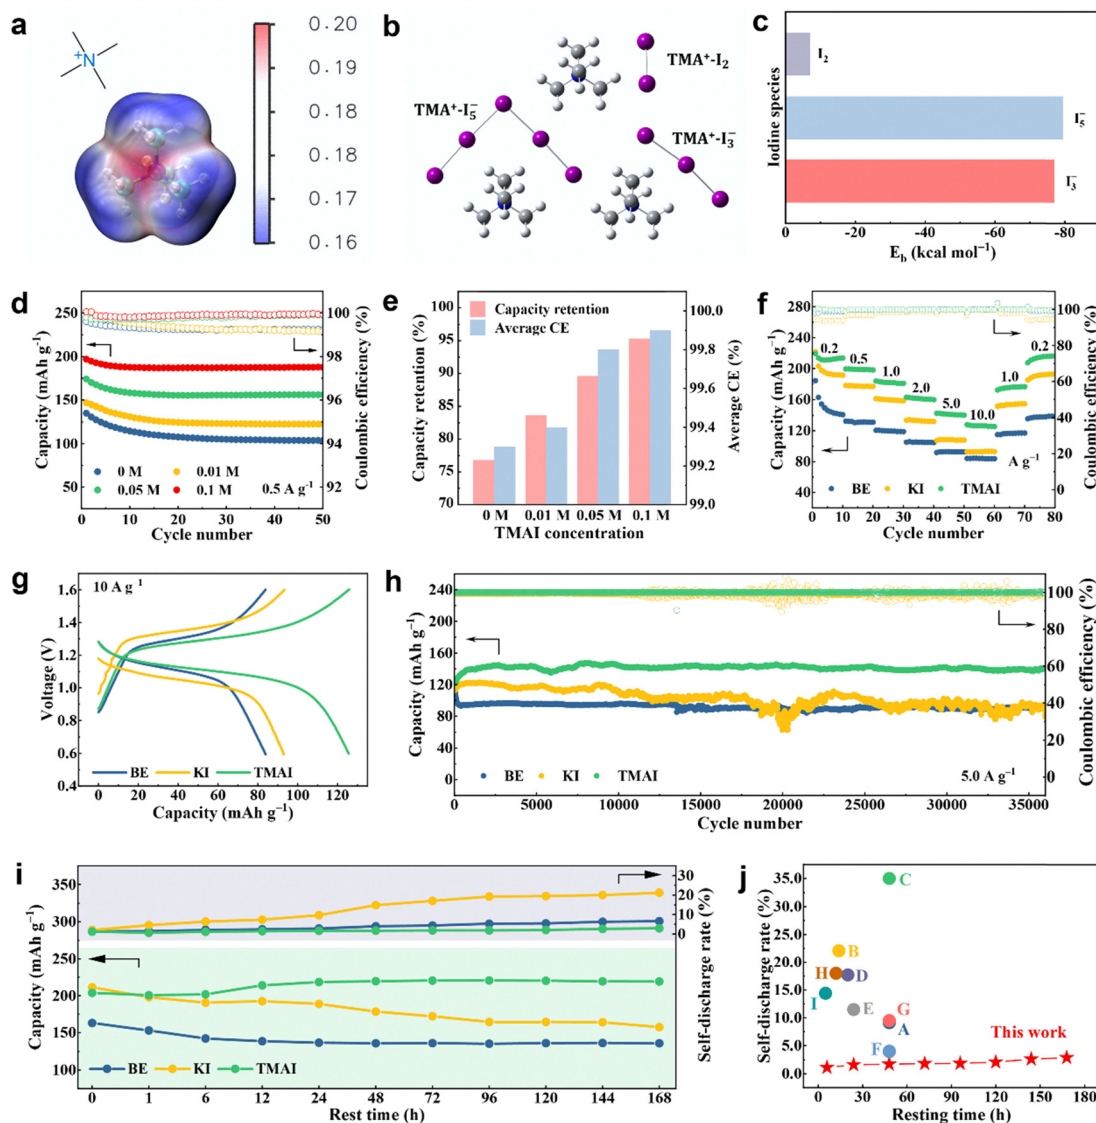 a
+N
0.20
0.19
0.18
0.18
0.17
0.16
b
TMA⁺-I₂
TMA⁺-I₅⁻
TMA⁺-I₃⁻
c
Iodine species
I₂
I₅⁻
I₃⁻
0 -20 -40 -60 -80
E_b (kcal mol⁻¹)
d
Capacity (mAh g⁻¹)
250
200
150
100
50
100
98
96
94
92
Coulombic efficiency (%)
0 M 0.01 M
0.05 M 0.1 M 0.5 A g⁻¹
0 10 20 30 40 50
Cycle number
e
Capacity retention (%)
100
95
90
85
80
75
70
Capacity retention
Average CE
100.0
99.8
99.6
99.4
99.2
99.0
Average CE (%)
0 M 0.01 M 0.05 M 0.1 M
TMAI concentration
f
Capacity (mAh g⁻¹)
280
240
200
160
120
80
40
0.2 0.5 1.0 2.0 5.0 10.0 1.0 0.2
A g⁻¹
BE KI TMAI
100
80
60
40
20
0
Coulombic efficiency (%)
0 10 20 30 40 50 60 70 80
Cycle number
g
10 A g⁻¹
Voltage (V)
1.6
1.4
1.2
1.0
0.8
0.6
0.4
BE KI TMAI
0 20 40 60 80 100 120
Capacity (mAh g⁻¹)
h
Capacity (mAh g⁻¹)
240
200
160
120
80
40
0
100
80
60
40
20
0
Coulombic efficiency (%)
BE KI TMAI
5.0 A g⁻¹
0 5000 10000 15000 20000 25000 30000 35000
Cycle number
i
Capacity (mAh g⁻¹)
350
300
250
200
150
100
30
20
10
0
Self-discharge rate (%)
BE KI TMAI
0 1 6 12 24 48 72 96 120 144 168
Rest time (h)
j
Self-discharge rate (%)
35.0
30.0
25.0
20.0
15.0
10.0
5.0
0.0
C
B
H
D
I
E
G
A
F
This work
0 30 60 90 120 150 180
Resting time (h)